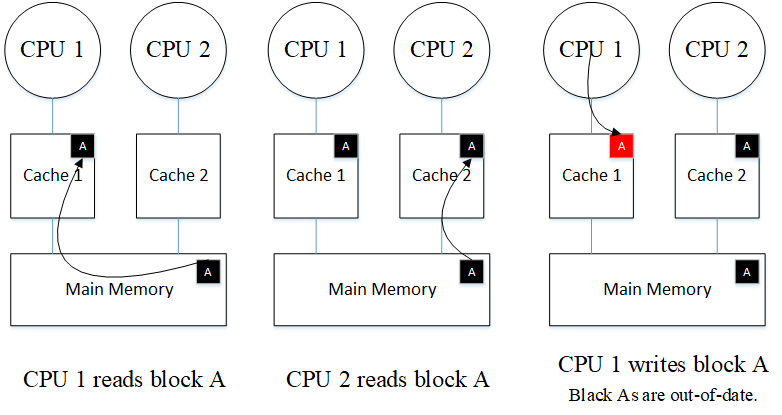 CPU 1
CPU 2
A
Cache 1
Cache 2
A
Main Memory
CPU 1 reads block A
CPU 1
CPU 2
A
A
Cache 1
Cache 2
A
Main Memory
CPU 2 reads block A
CPU 1
CPU 2
A
A
Cache 1
Cache 2
A
Main Memory
CPU 1 writes block A
Black As are out-of-date.